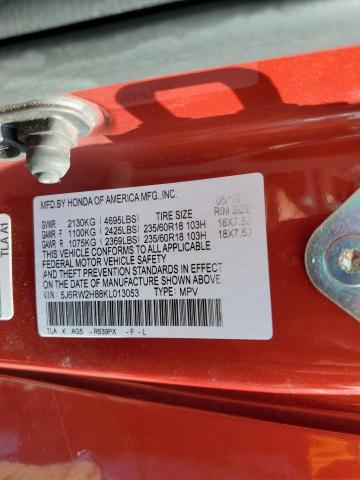 MFD.BY HONDA OF AMERICA MFG.,INC.
GVWR 2130KG (4695LBS) TIRE SIZE RIM SIZE
GAWR F 1100KG (2425LBS) 235/60R18 103H 18X7.5J
GAWR R 1075KG (2369LBS) 235/60R18 103H 18X7.5J
THIS VEHICLE CONFORMS TO ALL APPLICABLE
FEDERAL MOTOR VEHICLE SAFETY
AND THEFT PREVENTION STANDARDS IN EFFECT
ON THE DATE OF MANUFACTURE SHOWN ABOVE.
V.I.N.: 5J6RW2H88KL013053 TYPE: MPV
TLA K AG5 - R539PX - F - L
TLA A1